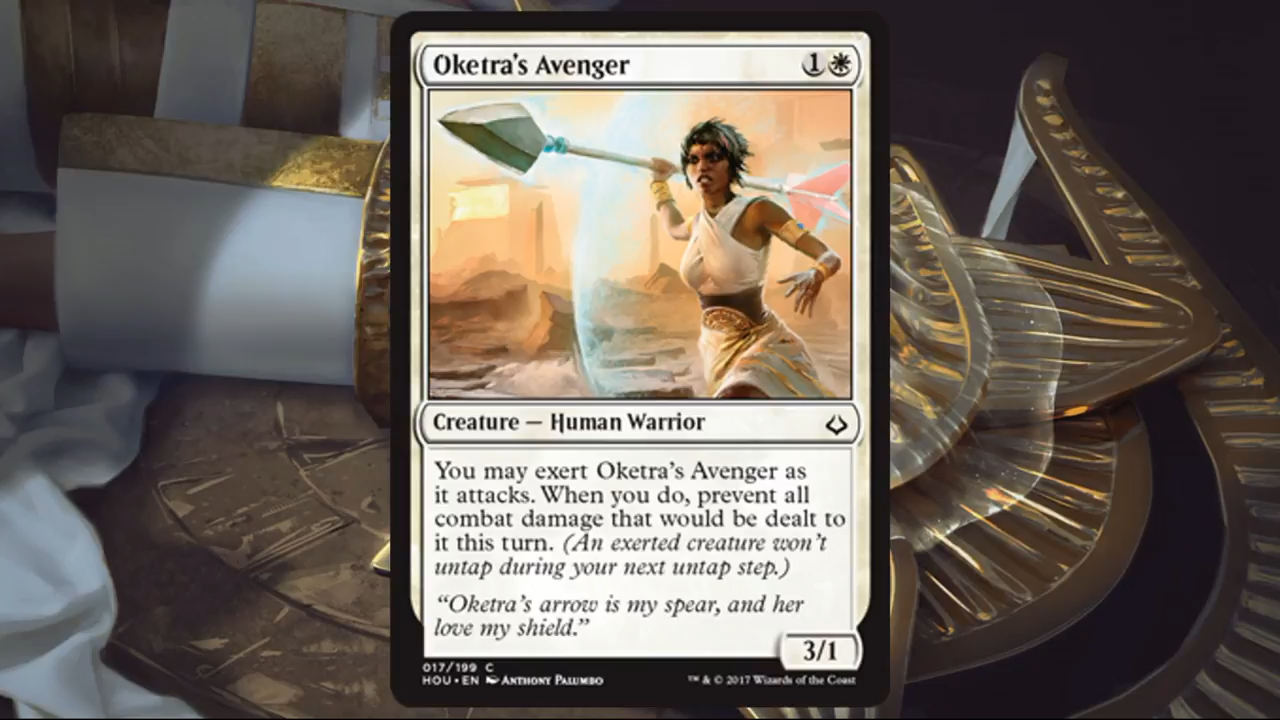 Oketra's Avenger 1
Creature — Human Warrior
You may exert Oketra's Avenger as
it attacks. When you do, prevent all
combat damage that would be dealt to
it this turn. (An exerted creature won't
untap during your next untap step.)
"Oketra's arrow is my spear, and her
love my shield."
3/1
017/199 C
HOU • EN Anthony Palumbo
™ & © 2017 Wizards of the Coast